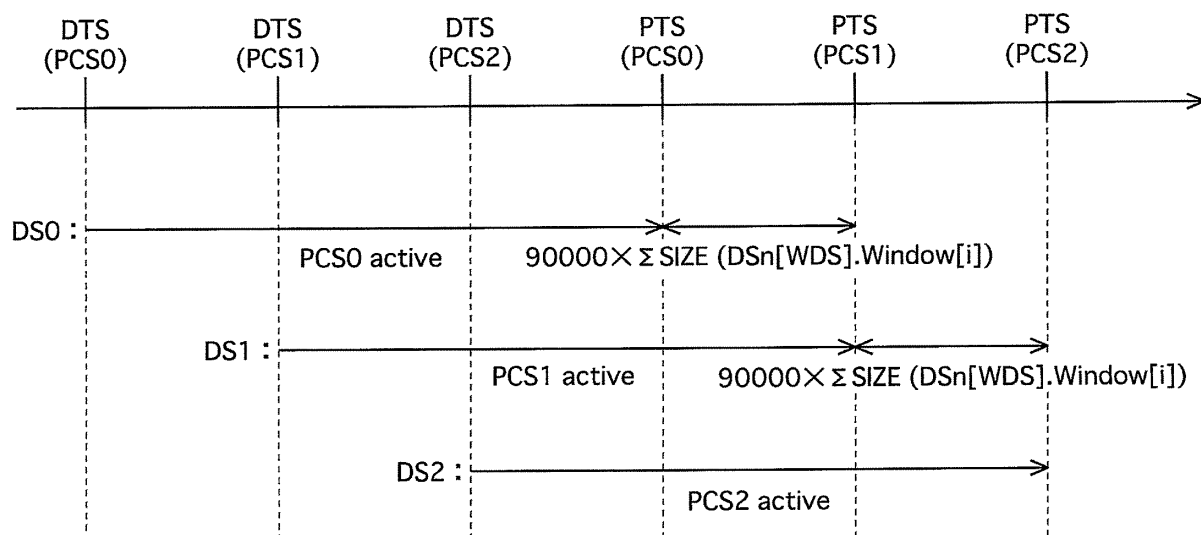 DTS DTS DTS PTS PTS PTS
(PCS0) (PCS1) (PCS2) (PCS0) (PCS1) (PCS2)
DS0 :
PCS0 active 90000×Σ SIZE (DSn[WDS].Window[i])
DS1 :
PCS1 active 90000×Σ SIZE (DSn[WDS].Window[i])
DS2 :
PCS2 active